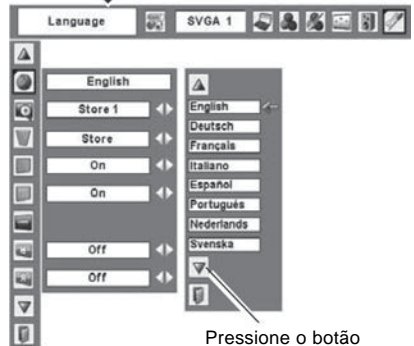 Language SVGA 1
English
Store 1
Store
On
On
Off
Off
English
Deutsch
Français
Italiano
Español
Português
Nederlands
Svenska
Pressione o botão